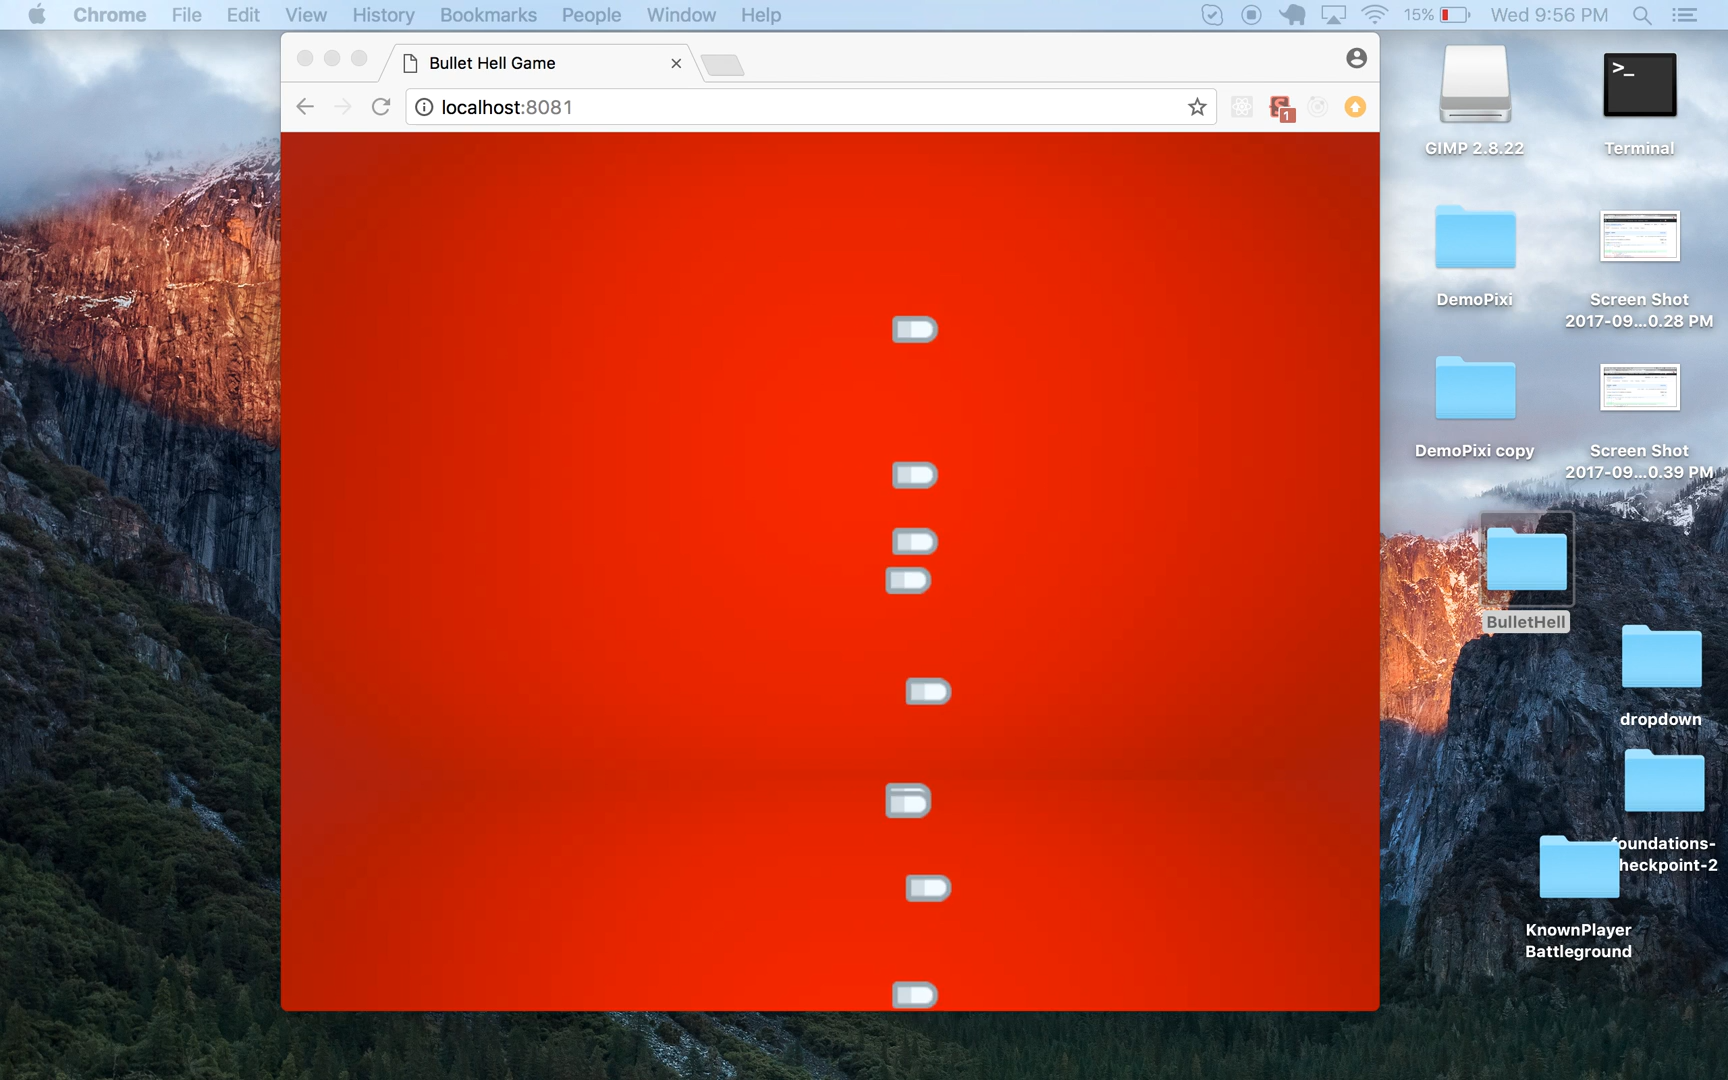 Chrome File Edit View History Bookmarks People Window Help 15% Wed 9:56 PM
Bullet Hell Game
localhost:8081
1
GIMP 2.8.22
Terminal
>_
DemoPixi
Screen Shot
2017-09...0.28 PM
DemoPixi copy
Screen Shot
2017-09...0.39 PM
BulletHell
dropdown
foundations-
heckpoint-2
KnownPlayer
Battleground